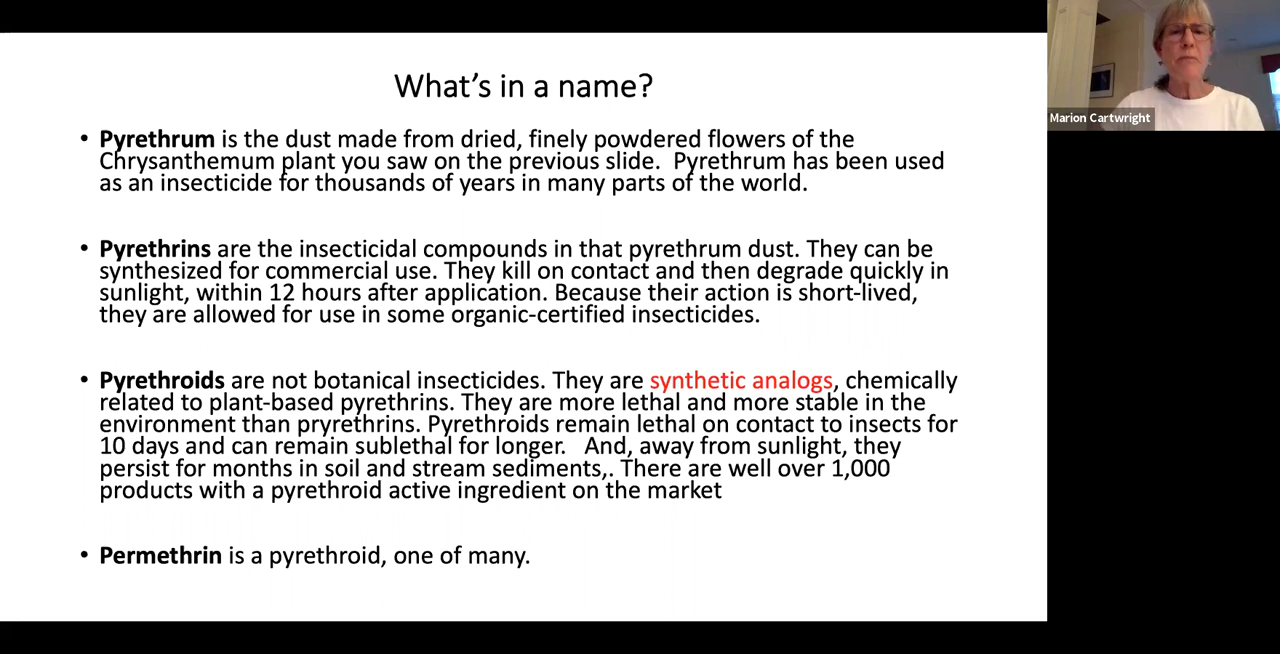 What's in a name?
• Pyrethrum is the dust made from dried, finely powdered flowers of the
Chrysanthemum plant you saw on the previous slide.  Pyrethrum has been used
as an insecticide for thousands of years in many parts of the world.
• Pyrethrins are the insecticidal compounds in that pyrethrum dust. They can be
synthesized for commercial use. They kill on contact and then degrade quickly in
sunlight, within 12 hours after application. Because their action is short-lived,
they are allowed for use in some organic-certified insecticides.
• Pyrethroids are not botanical insecticides. They are synthetic analogs, chemically
related to plant-based pyrethrins. They are more lethal and more stable in the
environment than pryrethrins. Pyrethroids remain lethal on contact to insects for
10 days and can remain sublethal for longer.   And, away from sunlight, they
persist for months in soil and stream sediments,. There are well over 1,000
products with a pyrethroid active ingredient on the market
• Permethrin is a pyrethroid, one of many.
Marion Cartwright